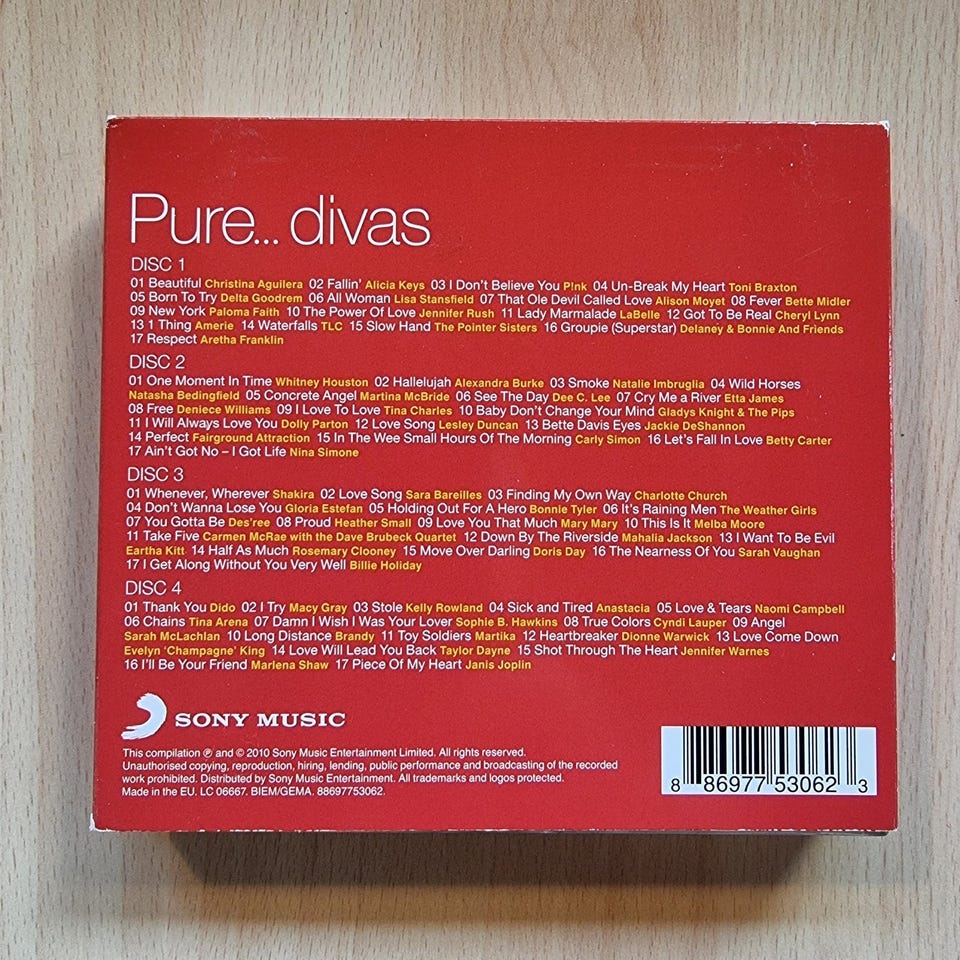 Pure... divas
DISC 1
01 Beautiful Christina Aguilera 02 Fallin' Alicia Keys 03 I Don't Believe You P!nk 04 Un-Break My Heart Toni Braxton
05 Born To Try Delta Goodrem 06 All Woman Lisa Stansfield 07 That Ole Devil Called Love Alison Moyet 08 Fever Bette Midler
09 New York Paloma Faith 10 The Power Of Love Jennifer Rush 11 Lady Marmalade LaBelle 12 Got To Be Real Cheryl Lynn
13 1 Thing Amerie 14 Waterfalls TLC 15 Slow Hand The Pointer Sisters 16 Groupie (Superstar) Delaney & Bonnie And Friends
17 Respect Aretha Franklin
DISC 2
01 One Moment In Time Whitney Houston 02 Hallelujah Alexandra Burke 03 Smoke Natalie Imbruglia 04 Wild Horses
Natasha Bedingfield 05 Concrete Angel Martina McBride 06 See The Day Dee C. Lee 07 Cry Me a River Etta James
08 Free Deniece Williams 09 I Love To Love Tina Charles 10 Baby Don't Change Your Mind Gladys Knight & The Pips
11 I Will Always Love You Dolly Parton 12 Love Song Lesley Duncan 13 Bette Davis Eyes Jackie DeShannon
14 Perfect Fairground Attraction 15 In The Wee Small Hours Of The Morning Carly Simon 16 Let's Fall In Love Betty Carter
17 Ain't Got No – I Got Life Nina Simone
DISC 3
01 Whenever, Wherever Shakira 02 Love Song Sara Bareilles 03 Finding My Own Way Charlotte Church
04 Don't Wanna Lose You Gloria Estefan 05 Holding Out For A Hero Bonnie Tyler 06 It's Raining Men The Weather Girls
07 You Gotta Be Des'ree 08 Proud Heather Small 09 Love You That Much Mary Mary 10 This Is It Melba Moore
11 Take Five Carmen McRae with the Dave Brubeck Quartet 12 Down By The Riverside Mahalia Jackson 13 I Want To Be Evil
Eartha Kitt 14 Half As Much Rosemary Clooney 15 Move Over Darling Doris Day 16 The Nearness Of You Sarah Vaughan
17 I Get Along Without You Very Well Billie Holiday
DISC 4
01 Thank You Dido 02 I Try Macy Gray 03 Stole Kelly Rowland 04 Sick and Tired Anastacia 05 Love & Tears Naomi Campbell
06 Chains Tina Arena 07 Damn I Wish I Was Your Lover Sophie B. Hawkins 08 True Colors Cyndi Lauper 09 Angel
Sarah McLachlan 10 Long Distance Brandy 11 Toy Soldiers Martika 12 Heartbreaker Dionne Warwick 13 Love Come Down
Evelyn 'Champagne' King 14 Love Will Lead You Back Taylor Dayne 15 Shot Through The Heart Jennifer Warnes
16 I'll Be Your Friend Marlena Shaw 17 Piece Of My Heart Janis Joplin
SONY MUSIC
This compilation ℗ and © 2010 Sony Music Entertainment Limited. All rights reserved.
Unauthorised copying, reproduction, hiring, lending, public performance and broadcasting of the recorded
work prohibited. Distributed by Sony Music Entertainment. All trademarks and logos protected.
Made in the EU. LC 06667. BIEM/GEMA. 88697753062.
8 86977 53062 3